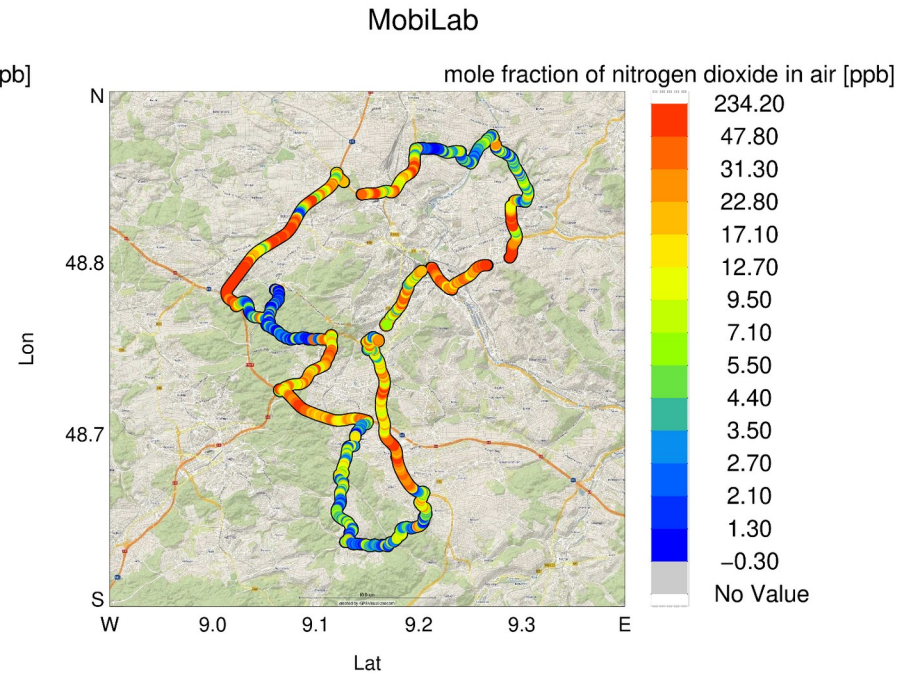 MobiLab
pb]
mole fraction of nitrogen dioxide in air [ppb]
N
48.8
Lon
48.7
S
W
9.0
9.1
9.2
9.3
E
Lat
234.20
47.80
31.30
22.80
17.10
12.70
9.50
7.10
5.50
4.40
3.50
2.70
2.10
1.30
−0.30
No Value